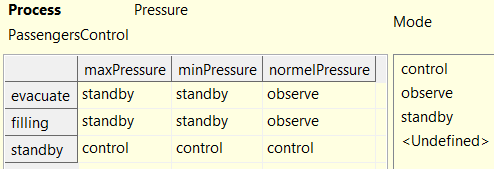 Process Pressure Mode
PassengersControl
maxPressure minPressure normelPressure
evacuate standby standby observe
filling standby standby observe
standby control control control
control
observe
standby
<Undefined>